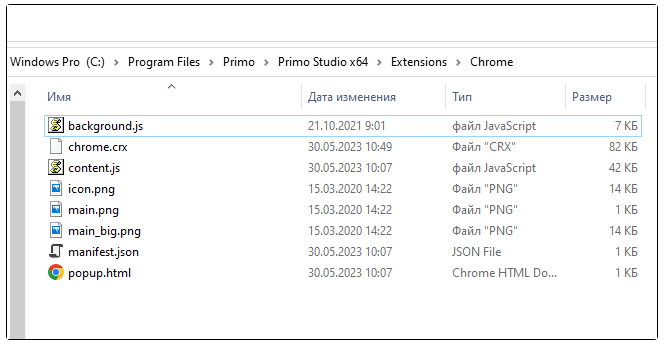 Windows Pro (C:) > Program Files > Primo > Primo Studio x64 > Extensions > Chrome
Имя Дата изменения Тип Размер
background.js 21.10.2021 9:01 файл JavaScript 7 КБ
chrome.crx 30.05.2023 10:49 Файл "CRX" 82 КБ
content.js 30.05.2023 10:07 файл JavaScript 42 КБ
icon.png 15.03.2020 14:22 Файл "PNG" 14 КБ
main.png 15.03.2020 14:22 Файл "PNG" 1 КБ
main_big.png 15.03.2020 14:22 Файл "PNG" 14 КБ
manifest.json 30.05.2023 10:07 JSON File 1 КБ
popup.html 30.05.2023 10:07 Chrome HTML Do... 1 КБ